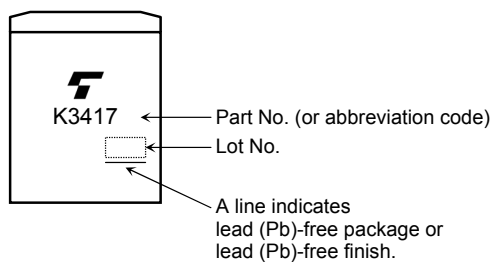 K3417
Part No. (or abbreviation code)
Lot No.
A line indicates
lead (Pb)-free package or
lead (Pb)-free finish.